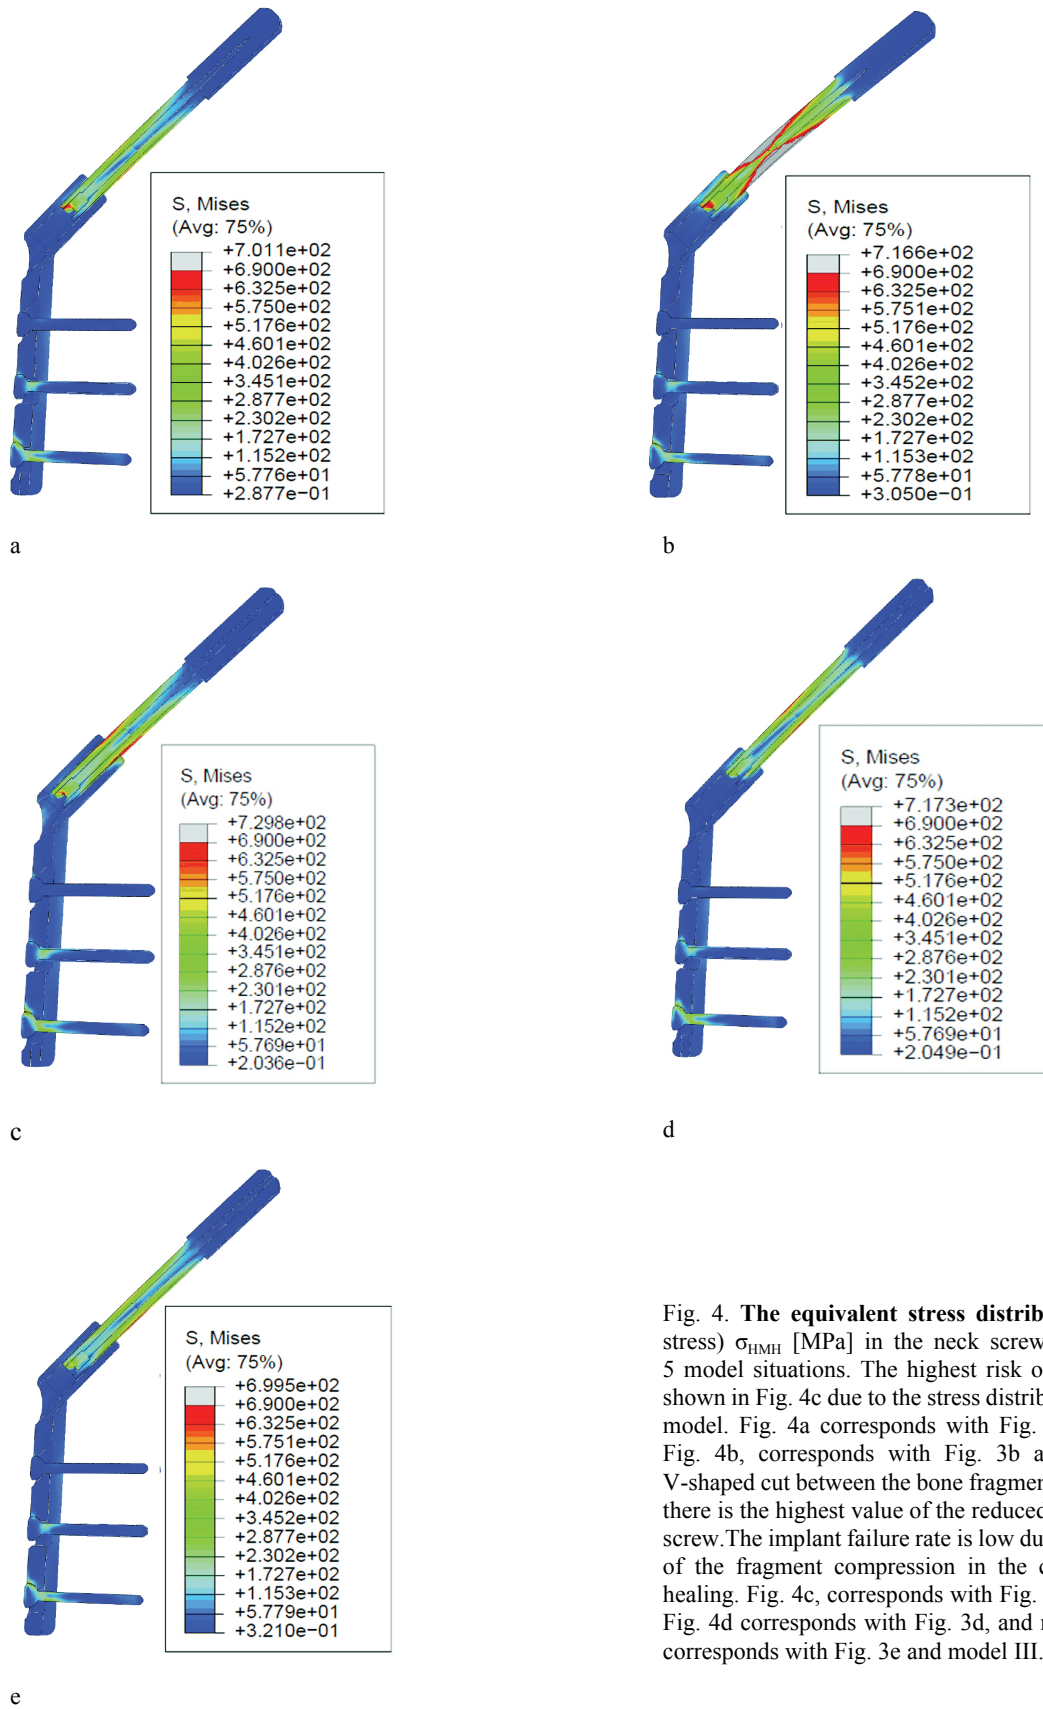 S, Mises
(Avg: 75%)
+7.011e+02
+6.900e+02
+6.325e+02
+5.750e+02
+5.176e+02
+4.601e+02
+4.026e+02
+3.451e+02
+2.877e+02
+2.302e+02
+1.727e+02
+1.152e+02
+5.776e+01
+2.877e−01
a
S, Mises
(Avg: 75%)
+7.166e+02
+6.900e+02
+6.325e+02
+5.751e+02
+5.176e+02
+4.601e+02
+4.026e+02
+3.452e+02
+2.877e+02
+2.302e+02
+1.727e+02
+1.153e+02
+5.778e+01
+3.050e−01
b
S, Mises
(Avg: 75%)
+7.298e+02
+6.900e+02
+6.325e+02
+5.750e+02
+5.176e+02
+4.601e+02
+4.026e+02
+3.451e+02
+2.876e+02
+2.301e+02
+1.727e+02
+1.152e+02
+5.769e+01
+2.036e−01
c
S, Mises
(Avg: 75%)
+7.173e+02
+6.900e+02
+6.325e+02
+5.750e+02
+5.176e+02
+4.601e+02
+4.026e+02
+3.451e+02
+2.876e+02
+2.301e+02
+1.727e+02
+1.152e+02
+5.769e+01
+2.049e−01
d
S, Mises
(Avg: 75%)
+6.995e+02
+6.900e+02
+6.325e+02
+5.751e+02
+5.176e+02
+4.601e+02
+4.026e+02
+3.452e+02
+2.877e+02
+2.302e+02
+1.727e+02
+1.153e+02
+5.779e+01
+3.210e−01
e
Fig. 4. The equivalent stress distrib
stress) σHMH [MPa] in the neck screw
5 model situations. The highest risk o
shown in Fig. 4c due to the stress distrib
model. Fig. 4a corresponds with Fig.
Fig. 4b, corresponds with Fig. 3b a
V-shaped cut between the bone fragment
there is the highest value of the reduced
screw.The implant failure rate is low du
of the fragment compression in the c
healing. Fig. 4c, corresponds with Fig.
Fig. 4d corresponds with Fig. 3d, and
corresponds with Fig. 3e and model III.